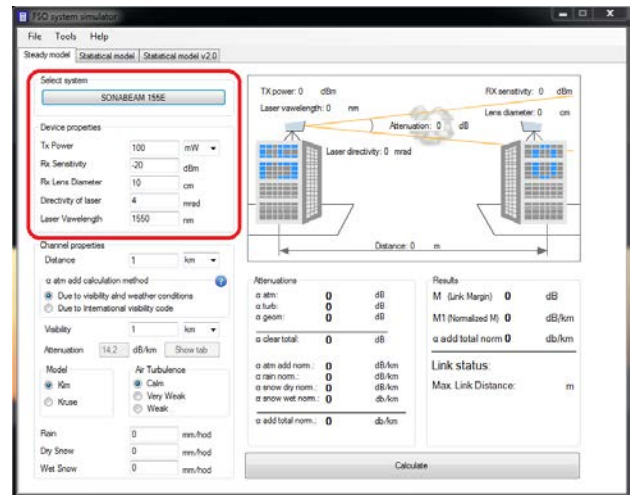 FSO system simulator
File Tools Help
Steady model Statistical model Statistical model v2.0
Select system
SONABEAM 155E
Device properties
Tx Power 100 mW
Rx Sensitivity -20 dBm
Rx Lens Diameter 10 cm
Directivity of laser 4 mrad
Laser Vawelength 1550 nm
Channel properties
Distance 1 km
α atm add calculation method
Due to visibility alnd weather conditions
Due to International visibility code
Visibility 1 km
Attenuation 14.2 dB/km Show tab
Model
Kim
Kruse
Air Turbulence
Calm
Very Weak
Weak
Rain 0 mm/hod
Dry Snow 0 mm/hod
Wet Snow 0 mm/hod
TX power: 0 dBm
Laser vawelength: 0 nm
RX sensitivity: 0 dBm
Lens diameter: 0 cm
Attenuation: 0 dB
Laser directivity: 0 mrad
Distance: 0 m
Attenuations
α atm: 0 dB
α turb: 0 dB
α geom: 0 dB
α clear total: 0 dB
α atm add norm.: 0 dB/km
α rain norm.: 0 dB/km
α snow dry norm.: 0 dB/km
α snow wet norm.: 0 dB/km
α add total norm.: 0 db/km
Results
M (Link Margin) 0 dB
M1 (Normalized M) 0 dB/km
α add total norm 0 db/km
Link status:
Max. Link Distance: m
Calculate